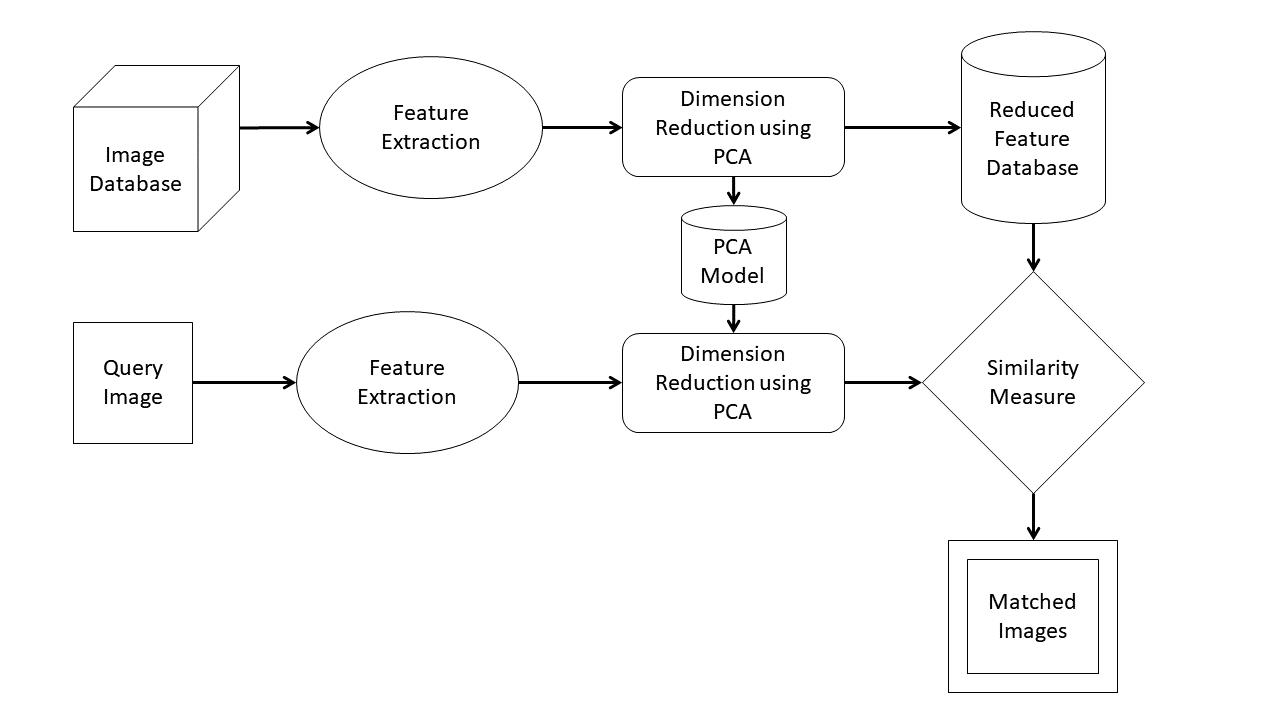 Image
Database
Feature
Extraction
Dimension
Reduction using
PCA
Reduced
Feature
Database
PCA
Model
Query
Image
Feature
Extraction
Dimension
Reduction using
PCA
Similarity
Measure
Matched
Images